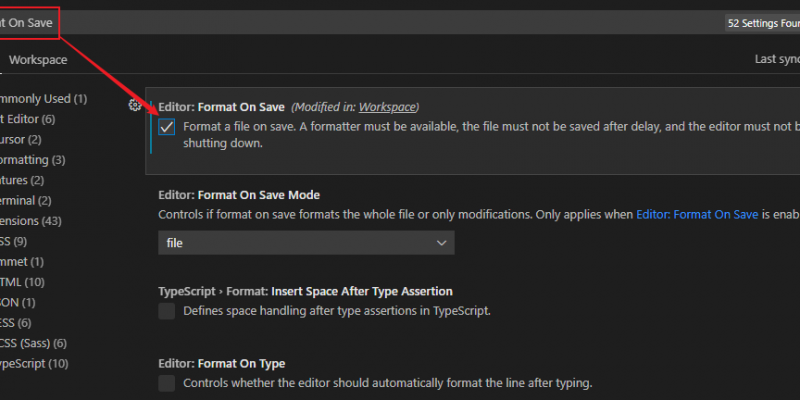 t On Save
52 Settings Foun
Workspace
Last sync
mmonly Used (1)
t Editor (6)
ursor (2)
ormatting (3)
atures (2)
erminal (2)
ensions (43)
SS (9)
mmet (1)
TML (10)
SON (1)
ESS (6)
CSS (Sass) (6)
ypeScript (10)
Editor: Format On Save (Modified in: Workspace)
Format a file on save. A formatter must be available, the file must not be saved after delay, and the editor must not b
shutting down.
Editor: Format On Save Mode
Controls if format on save formats the whole file or only modifications. Only applies when Editor: Format On Save is enab
file
TypeScript › Format: Insert Space After Type Assertion
Defines space handling after type assertions in TypeScript.
Editor: Format On Type
Controls whether the editor should automatically format the line after typing.